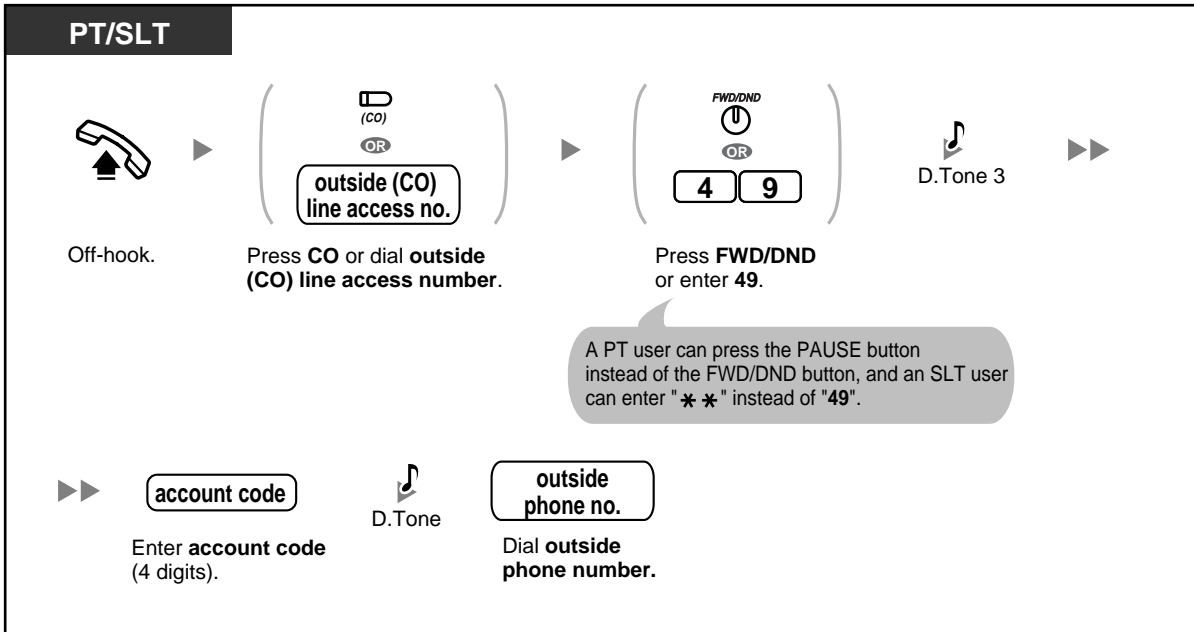 PT/SLT
Off-hook.
(CO)
OR
outside (CO)
line access no.
Press CO or dial outside
(CO) line access number.
FWD/DND
OR
4 9
Press FWD/DND
or enter 49.
D.Tone 3
A PT user can press the PAUSE button
instead of the FWD/DND button, and an SLT user
can enter "✱ ✱" instead of "49".
account code
Enter account code
(4 digits).
D.Tone
outside
phone no.
Dial outside
phone number.